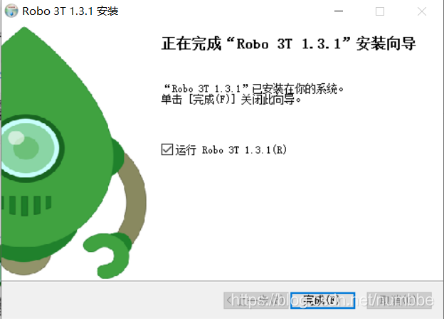 Robo 3T 1.3.1 安装
正在完成“Robo 3T 1.3.1”安装向导
“Robo 3T 1.3.1”已安装在你的系统。
单击 [完成(F)] 关闭此向导。
运行 Robo 3T 1.3.1(R)
完成(F)